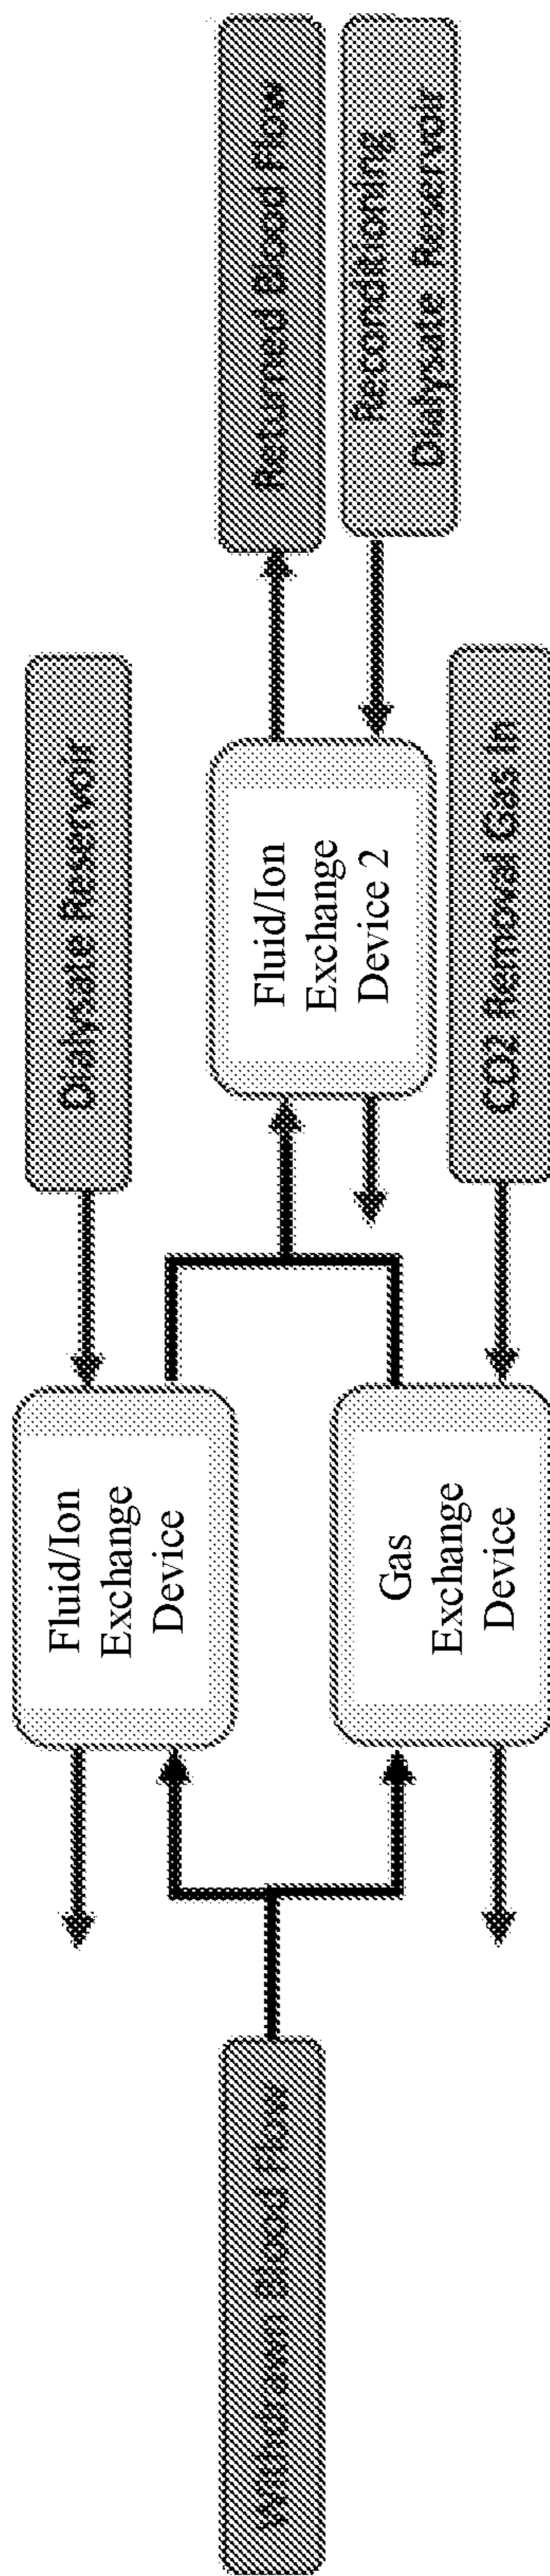 Withdrawn Blood Flow
Fluid/Ion
Exchange
Device
Dialysate Reservoir
Gas
Exchange
Device
CO2 Removal Gas In
Fluid/Ion
Exchange
Device 2
Returned Blood Flow
Reconditioning
Dialysate Reservoir